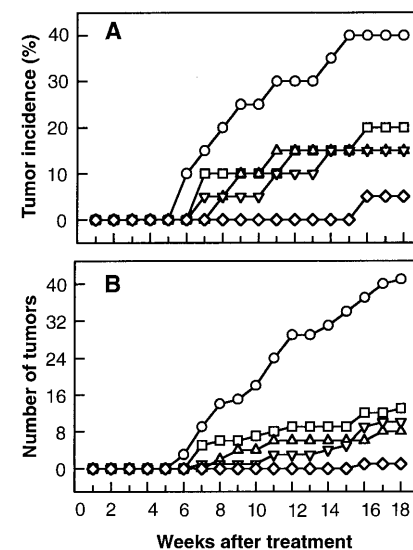 A
Tumor incidence (%)
40
30
20
10
0
B
Number of tumors
40
32
24
16
8
0
0 2 4 6 8 10 12 14 16 18
Weeks after treatment